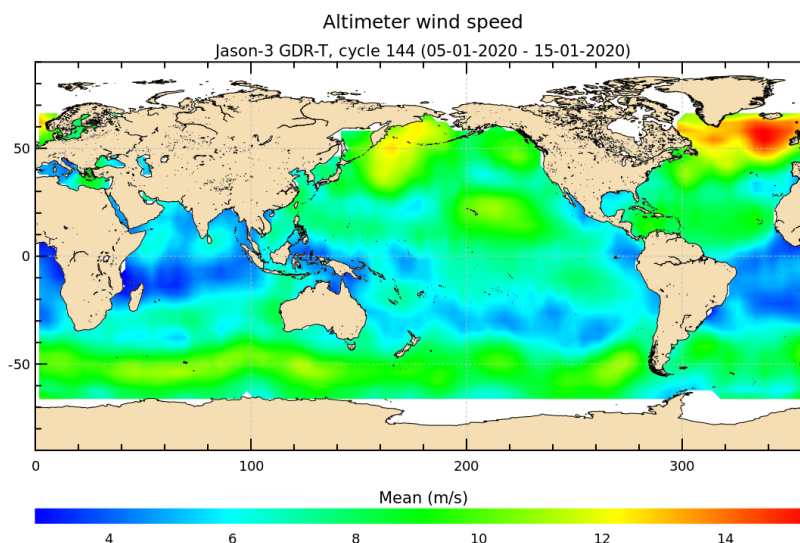 Altimeter wind speed
Jason-3 GDR-T, cycle 144 (05-01-2020 - 15-01-2020)
50
0
-50
0 100 200 300
Mean (m/s)
4 6 8 10 12 14